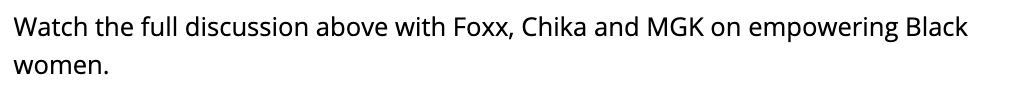 Watch the full discussion above with Foxx, Chika and MGK on empowering Black
women.